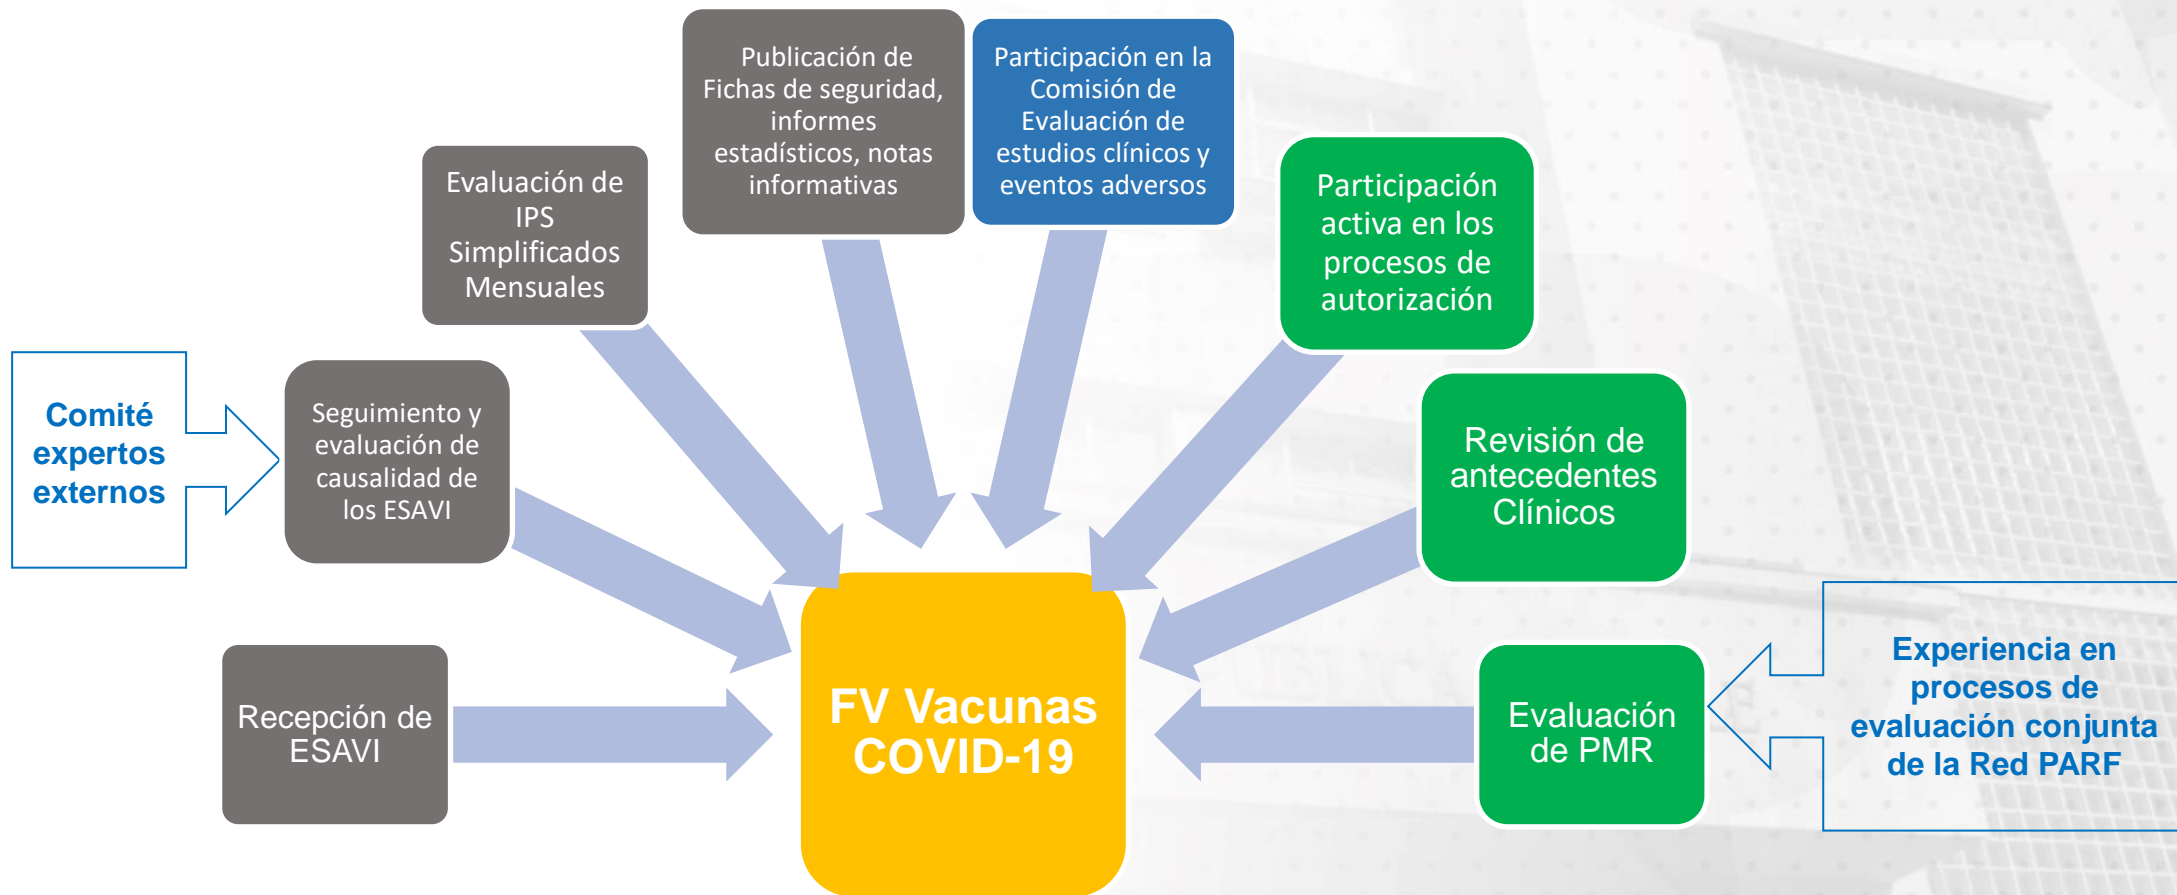 Publicación de
Fichas de seguridad,
informes
estadísticos, notas
informativas
Participación en la
Comisión de
Evaluación de
estudios clínicos y
eventos adversos
Evaluación de
IPS
Simplificados
Mensuales
Participación
activa en los
procesos de
autorización
Comité
expertos
externos
Seguimiento y
evaluación de
causalidad de
los ESAVI
Revisión de
antecedentes
Clínicos
Recepción de
ESAVI
FV Vacunas
COVID-19
Evaluación
de PMR
Experiencia en
procesos de
evaluación conjunta
de la Red PARF